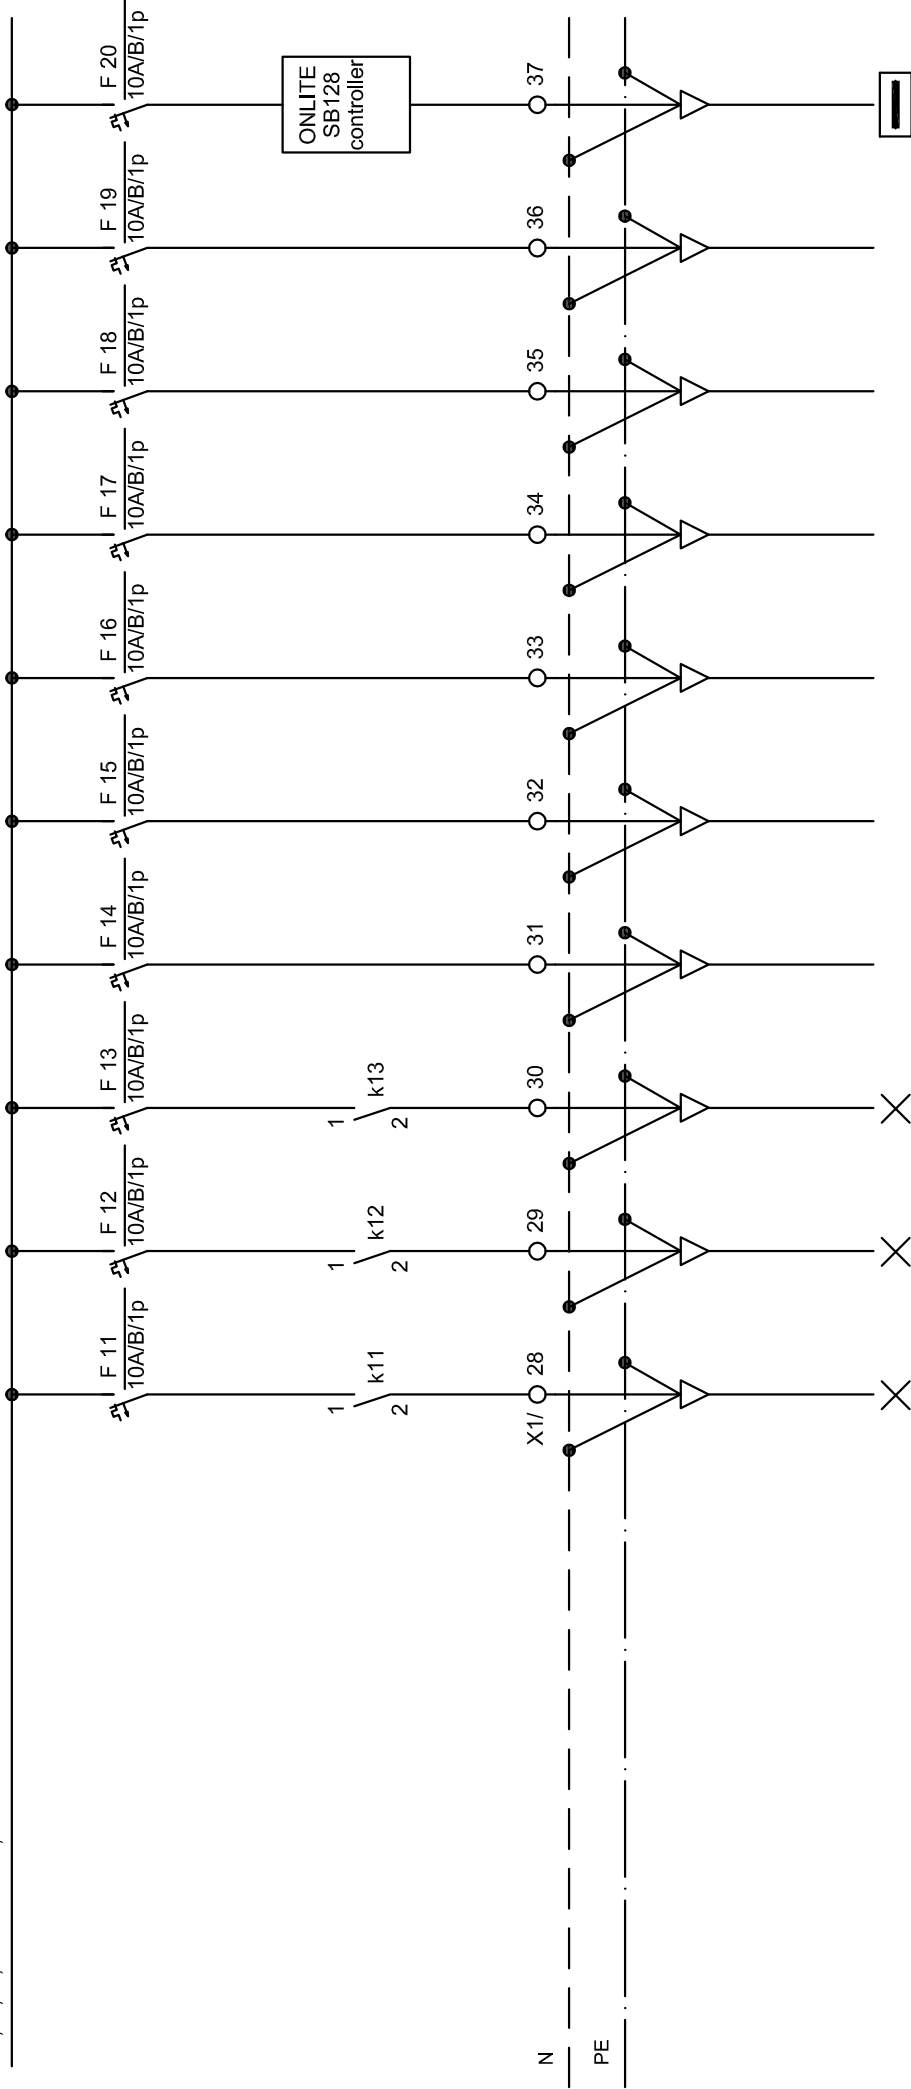 F 11
10A/B/1p
F 12
10A/B/1p
F 13
10A/B/1p
F 14
10A/B/1p
F 15
10A/B/1p
F 16
10A/B/1p
F 17
10A/B/1p
F 18
10A/B/1p
F 19
10A/B/1p
F 20
10A/B/1p
1
k11
2
1
k12
2
1
k13
2
ONLITE
SB128
controller
X1/ 28
29
30
31
32
33
34
35
36
37
N
PE